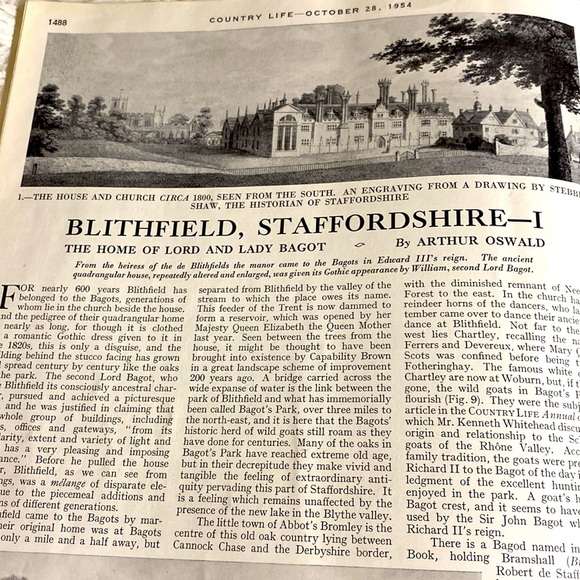 1488
COUNTRY LIFE—OCTOBER 28, 1954
1.—THE HOUSE AND CHURCH CIRCA 1800, SEEN FROM THE SOUTH. AN ENGRAVING FROM A DRAWING BY STEBB
SHAW, THE HISTORIAN OF STAFFORDSHIRE
BLITHFIELD, STAFFORDSHIRE—I
THE HOME OF LORD AND LADY BAGOT ~ By ARTHUR OSWALD
From the heiress of the de Blithfields the manor came to the Bagots in Edward III's reign. The ancient
quadrangular house, repeatedly altered and enlarged, was given its Gothic appearance by William, second Lord Bagot.
FOR nearly 600 years Blithfield has
belonged to the Bagots, generations of
whom lie in the church beside the house,
and the pedigree of their quadrangular home
nearly as long, for though it is clothed
a romantic Gothic dress given to it in
1820s, this is only a disguise, and the
lding behind the stucco facing has grown
spread century by century like the oaks
he park. The second Lord Bagot, who
Blithfield its consciously ancestral char-
r, pursued and achieved a picturesque
and he was justified in claiming that
whole group of buildings, including
s, offices and gateways, "from its
larity, extent and variety of light and
has a very pleasing and imposing
ance." Before he pulled the house
r, Blithfield, as we can see from
ings, was a mélange of disparate ele-
ue to the piecemeal additions and
ns of different generations.
hfield came to the Bagots by mar-
heir original home was at Bagots
only a mile and a half away, but
separated from Blithfield by the valley of the
stream to which the place owes its name.
This feeder of the Trent is now dammed to
form a reservoir, which was opened by her
Majesty Queen Elizabeth the Queen Mother
last year. Seen between the trees from the
house, it might be thought to have been
brought into existence by Capability Brown
in a great landscape scheme of improvement
200 years ago. A bridge carried across the
wide expanse of water is the link between the
park of Blithfield and what has immemorially
been called Bagot's Park, over three miles to
the north-east, and it is here that the Bagots'
historic herd of wild goats still roam as they
have done for centuries. Many of the oaks in
Bagot's Park have reached extreme old age,
but in their decrepitude they make vivid and
tangible the feeling of extraordinary anti-
quity pervading this part of Staffordshire. It
is a feeling which remains unaffected by the
presence of the new lake in the Blythe valley.
The little town of Abbot's Bromley is the
centre of this old oak country lying between
Cannock Chase and the Derbyshire border,
with the diminished remnant of Nee
Forest to the east. In the church ha
reindeer horns of the dancers, who la
tember came over to dance their ancie
dance at Blithfield. Not far to the
west lies Chartley, recalling the na
Ferrers and Devereux, where Mary
Scots was confined before being t
Fotheringhay. The famous white
Chartley are now at Woburn, but, if t
gone, the wild goats in Bagot's P
flourish (Fig. 9). They were the subj
article in the COUNTRY LIFE Annual
which Mr. Kenneth Whitehead discu
origin and relationship to the Sc
goats of the Rhône Valley. Acc
family tradition, the goats were pr
Richard II to the Bagot of the day i
ledgment of the excellent hunti
enjoyed in the park. A goat's h
Bagot crest, and it seems to have
used by the Sir John Bagot wh
Richard II's reign.
There is a Bagot named in
Book, holding Bramshall (Br
Robert de Staff